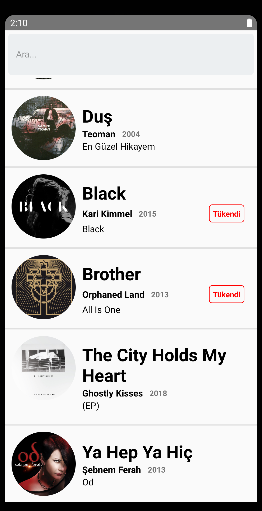 2:10
Ara...
Duş
Teoman 2004
En Güzel Hikayem
BLACK
Black
Kari Kimmel 2015
Tükendi
Black
Brother
Orphaned Land 2013
Tükendi
All Is One
The City Holds My
Heart
Ghostly Kisses 2018
(EP)
od
Ya Hep Ya Hiç
Şebnem Ferah 2013
Od